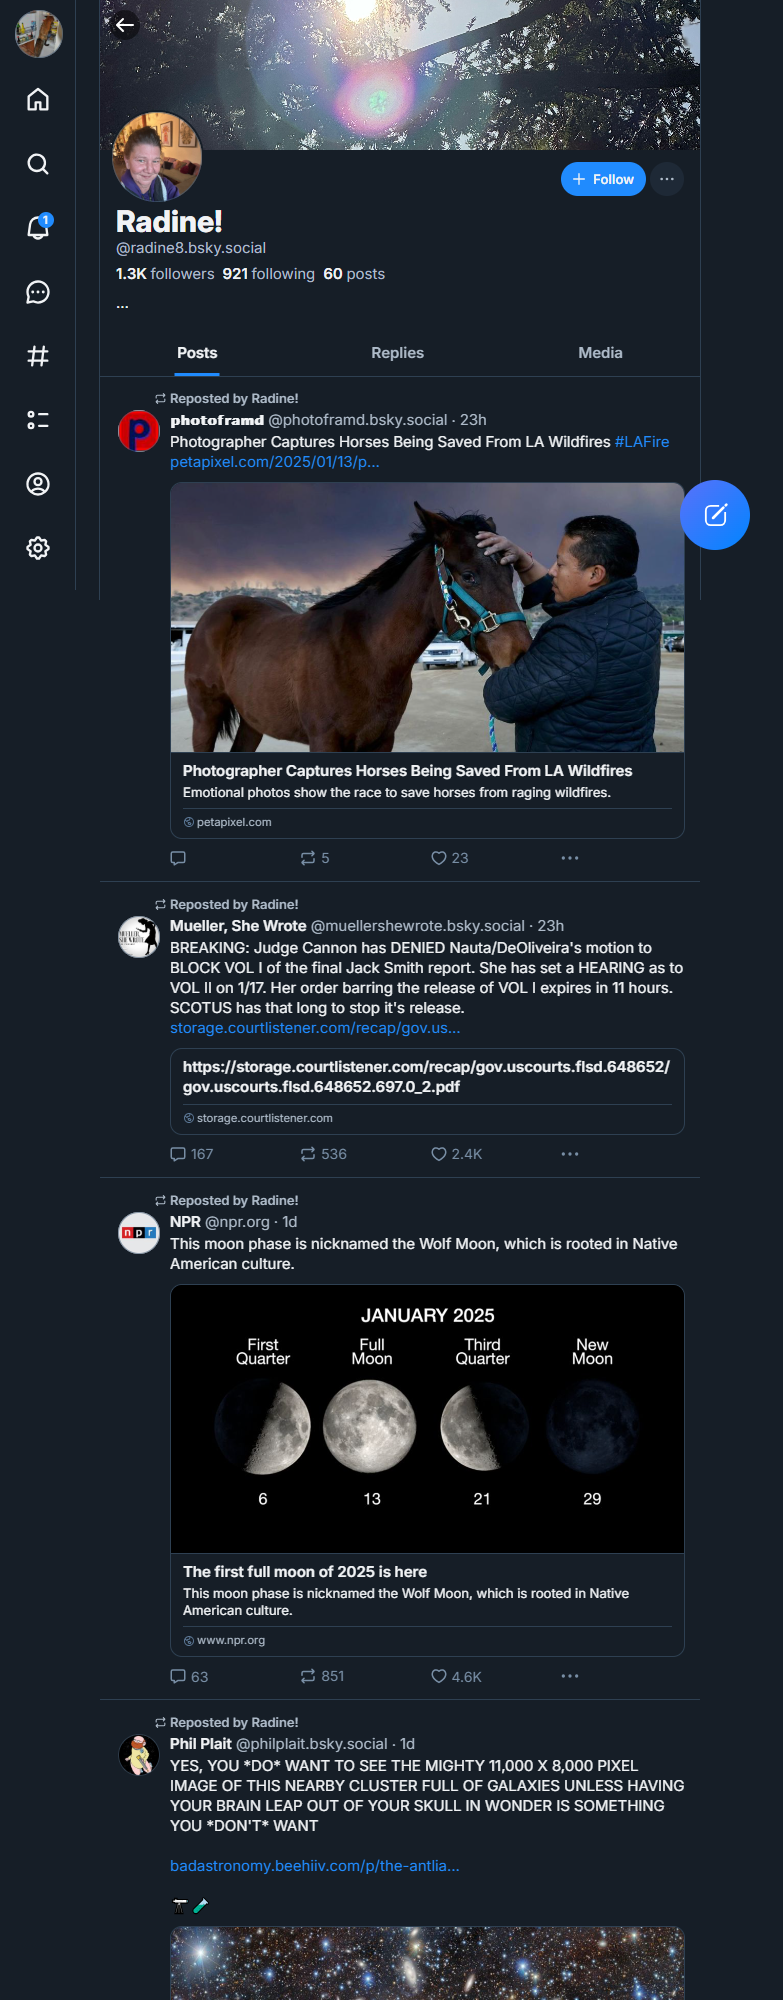 1
+ Follow
Radine!
@radine8.bsky.social
1.3K followers 921 following 60 posts
...
Posts Replies Media
Reposted by Radine!
photoframd @photoframd.bsky.social · 23h
Photographer Captures Horses Being Saved From LA Wildfires #LAFire
petapixel.com/2025/01/13/p...
Photographer Captures Horses Being Saved From LA Wildfires
Emotional photos show the race to save horses from raging wildfires.
petapixel.com
5 23
Reposted by Radine!
Mueller, She Wrote @muellershewrote.bsky.social · 23h
BREAKING: Judge Cannon has DENIED Nauta/DeOliveira's motion to
BLOCK VOL I of the final Jack Smith report. She has set a HEARING as to
VOL II on 1/17. Her order barring the release of VOL I expires in 11 hours.
SCOTUS has that long to stop it's release.
storage.courtlistener.com/recap/gov.us...
https://storage.courtlistener.com/recap/gov.uscourts.flsd.648652/
gov.uscourts.flsd.648652.697.0_2.pdf
storage.courtlistener.com
167 536 2.4K
Reposted by Radine!
npr
NPR @npr.org · 1d
This moon phase is nicknamed the Wolf Moon, which is rooted in Native
American culture.
JANUARY 2025
First Full Third New
Quarter Moon Quarter Moon
6 13 21 29
The first full moon of 2025 is here
This moon phase is nicknamed the Wolf Moon, which is rooted in Native
American culture.
www.npr.org
63 851 4.6K
Reposted by Radine!
Phil Plait @philplait.bsky.social · 1d
YES, YOU *DO* WANT TO SEE THE MIGHTY 11,000 X 8,000 PIXEL
IMAGE OF THIS NEARBY CLUSTER FULL OF GALAXIES UNLESS HAVING
YOUR BRAIN LEAP OUT OF YOUR SKULL IN WONDER IS SOMETHING
YOU *DON'T* WANT
badastronomy.beehiiv.com/p/the-antlia...